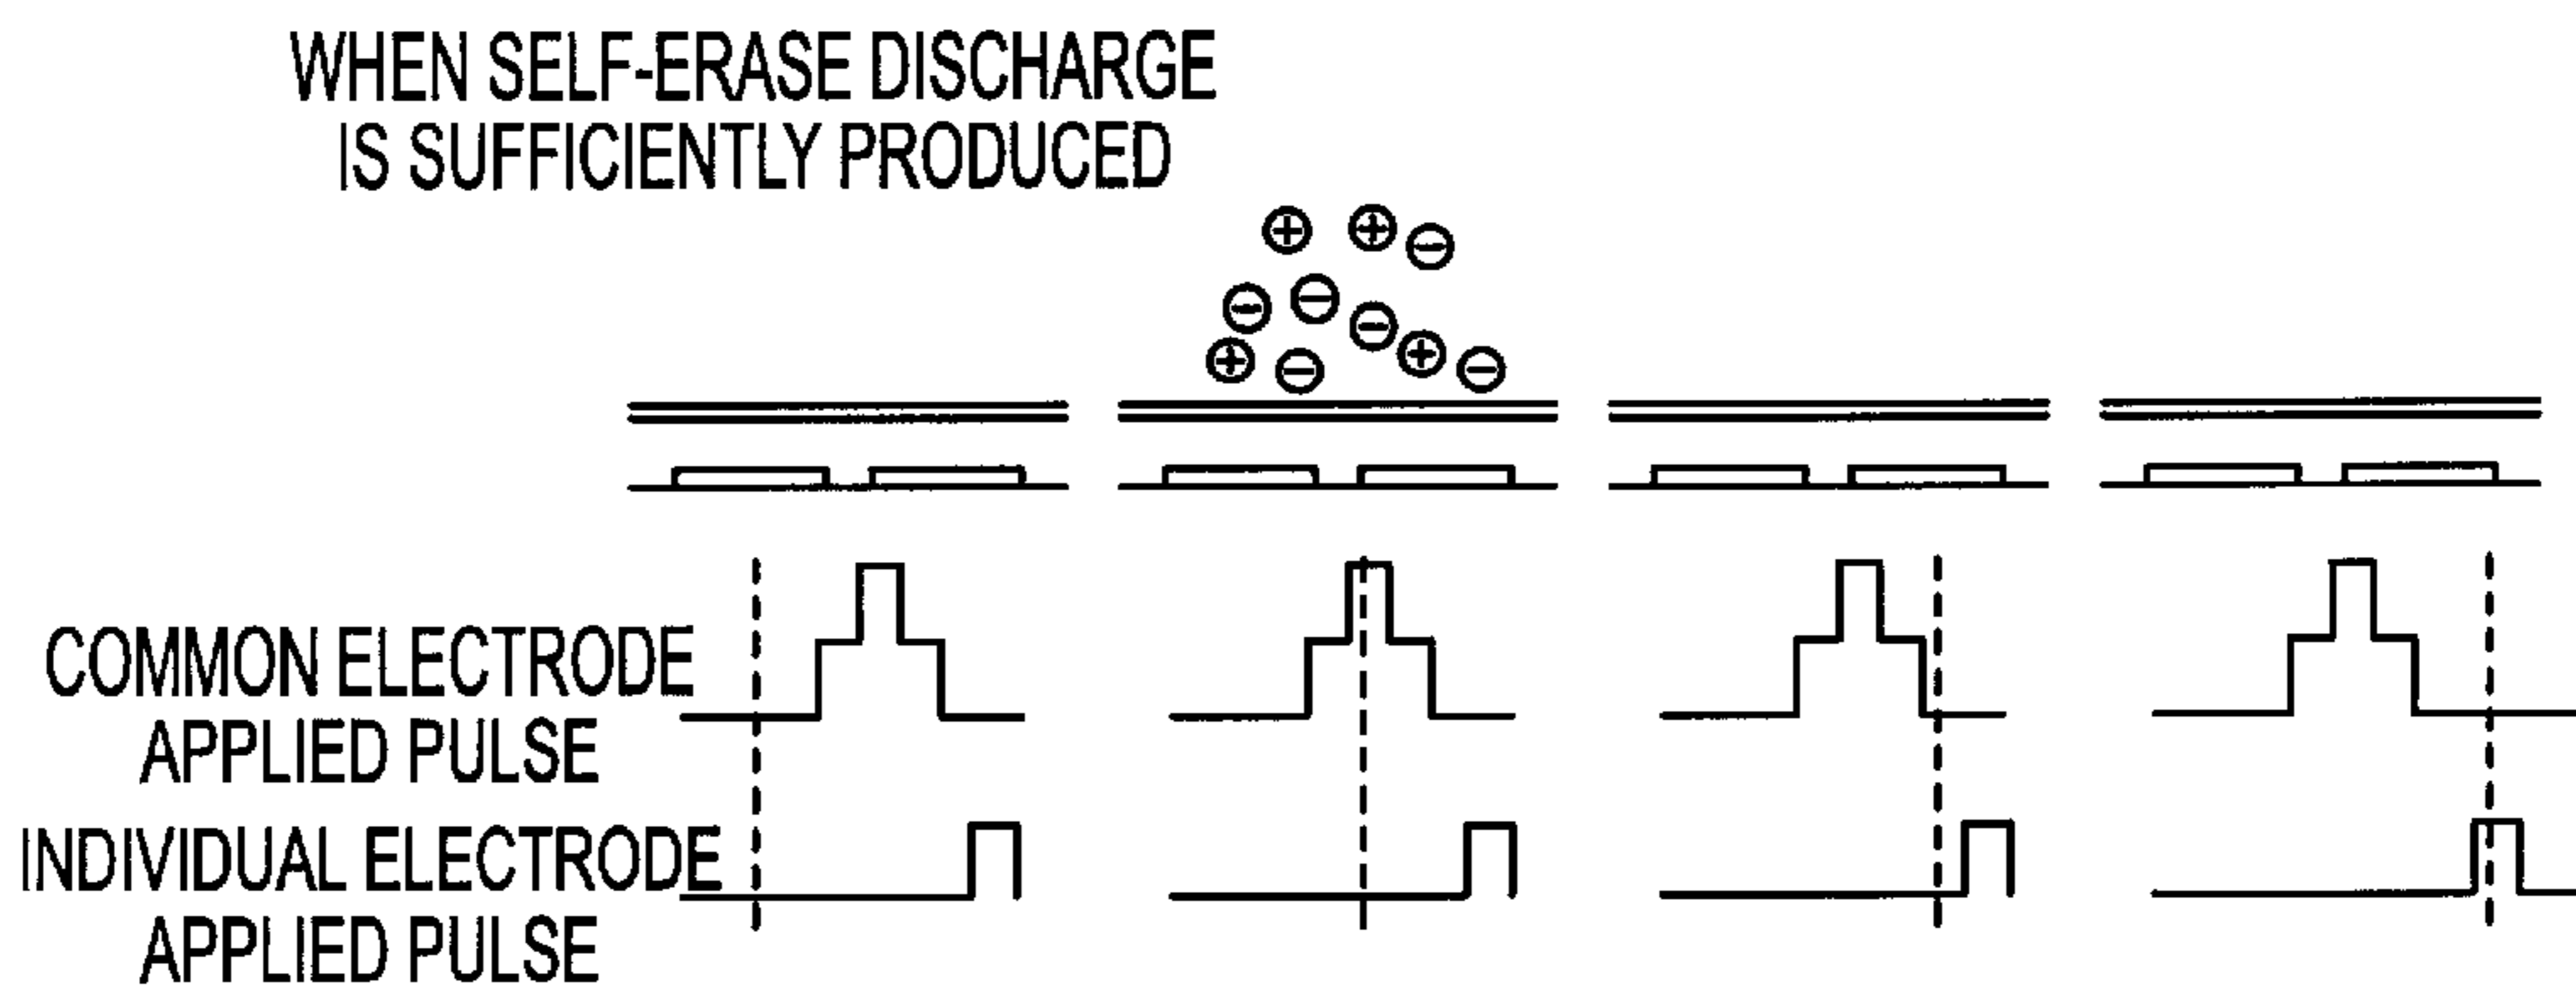 WHEN SELF-ERASE DISCHARGE
IS SUFFICIENTLY PRODUCED
COMMON ELECTRODE
APPLIED PULSE
INDIVIDUAL ELECTRODE
APPLIED PULSE